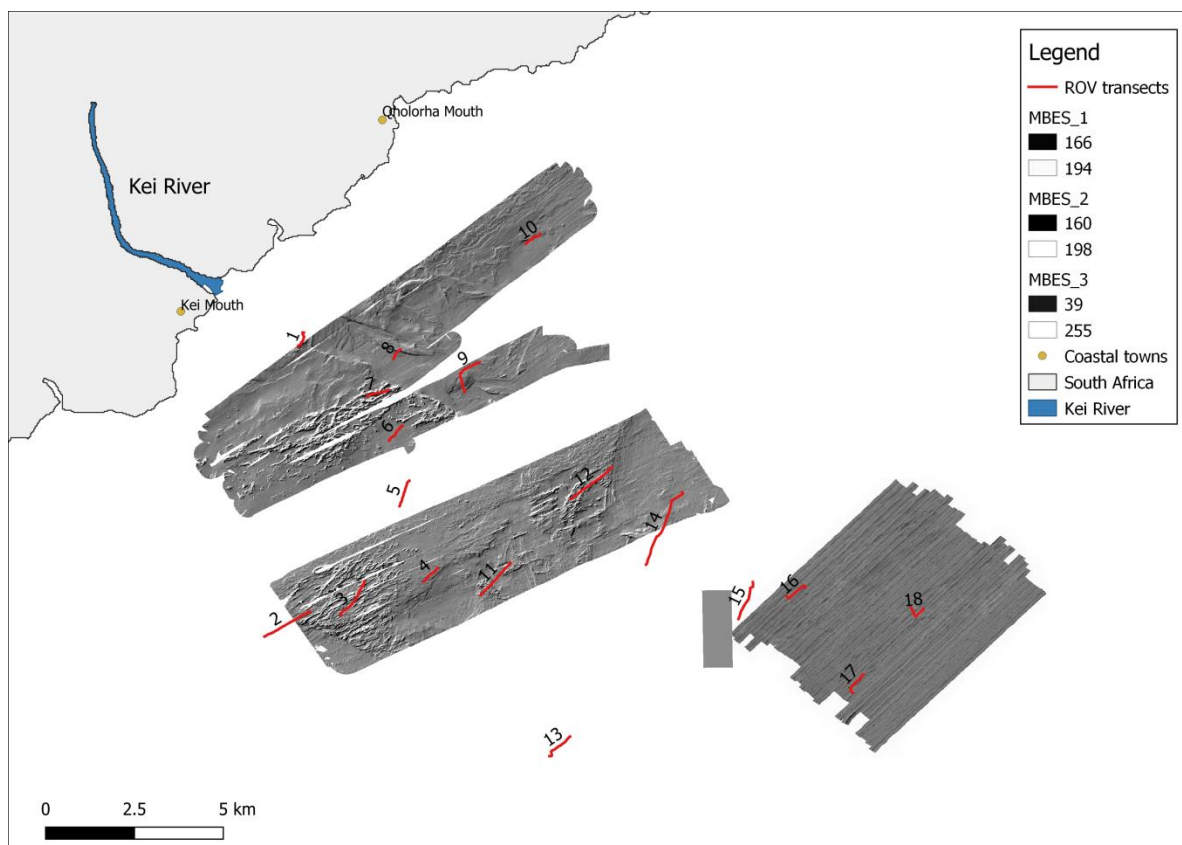 Legend
ROV transects
MBES_1
166
194
MBES_2
160
198
MBES_3
39
255
Coastal towns
South Africa
Kei River
Qholorha Mouth
Kei River
Kei Mouth
10
1
8
9
7
6
5
12
14
4
11
3
2
15
16
18
17
13
0
2.5
5 km